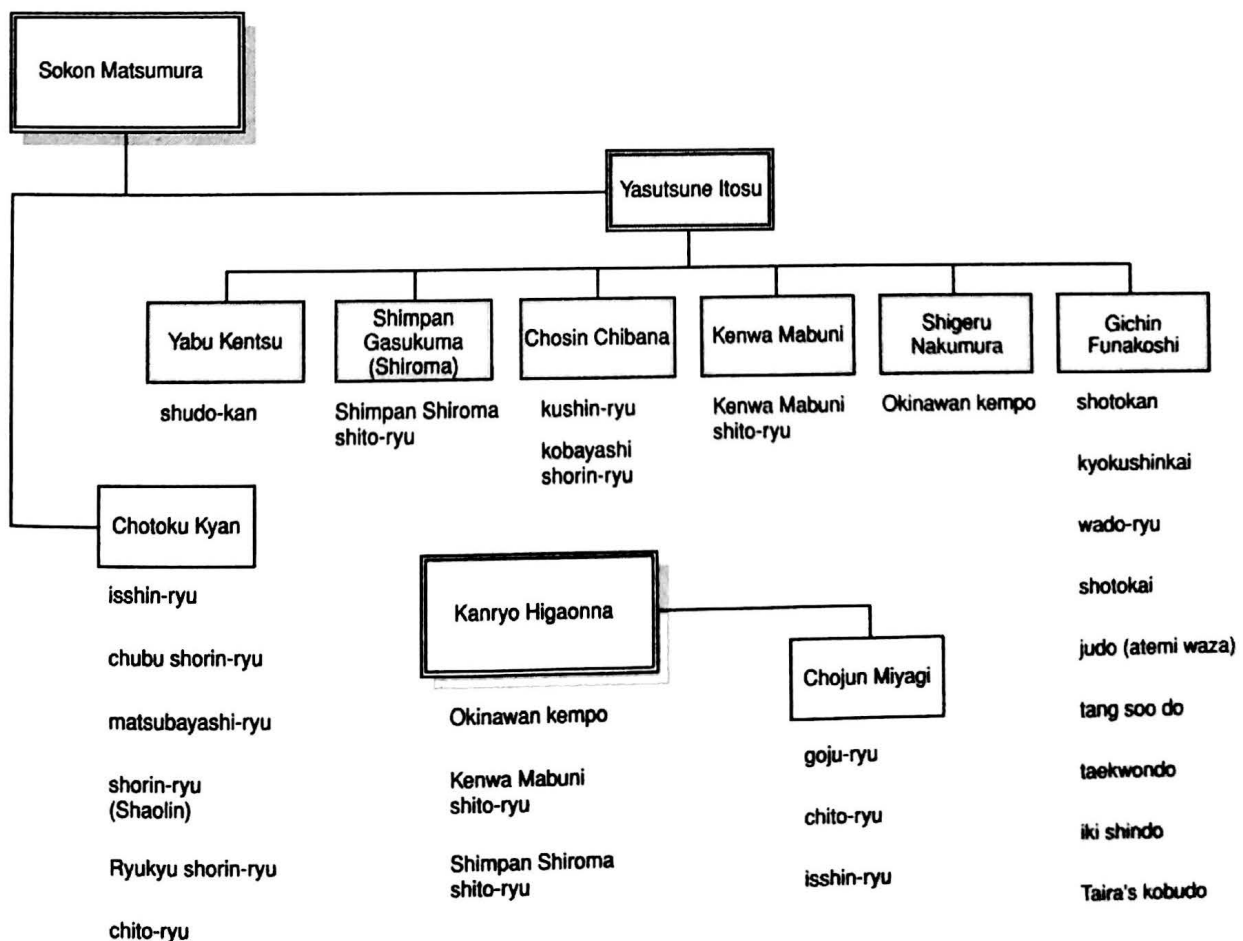 Sokon Matsumura
Yasutsune Itosu
Yabu Kentsu
Shimpan
Gasukuma
(Shiroma)
Chosin Chibana
Kenwa Mabuni
Shigeru
Nakumura
Gichin
Funakoshi
shudo-kan
Shimpan Shiroma
shito-ryu
kushin-ryu
kobayashi
shorin-ryu
Kenwa Mabuni
shito-ryu
Okinawan kempo
shotokan
kyokushinkai
wado-ryu
shotokai
judo (atemi waza)
tang soo do
taekwondo
iki shindo
Taira's kobudo
Chotoku Kyan
isshin-ryu
chubu shorin-ryu
matsubayashi-ryu
shorin-ryu
(Shaolin)
Ryukyu shorin-ryu
chito-ryu
Kanryo Higaonna
Okinawan kempo
Kenwa Mabuni
shito-ryu
Shimpan Shiroma
shito-ryu
Chojun Miyagi
goju-ryu
chito-ryu
isshin-ryu